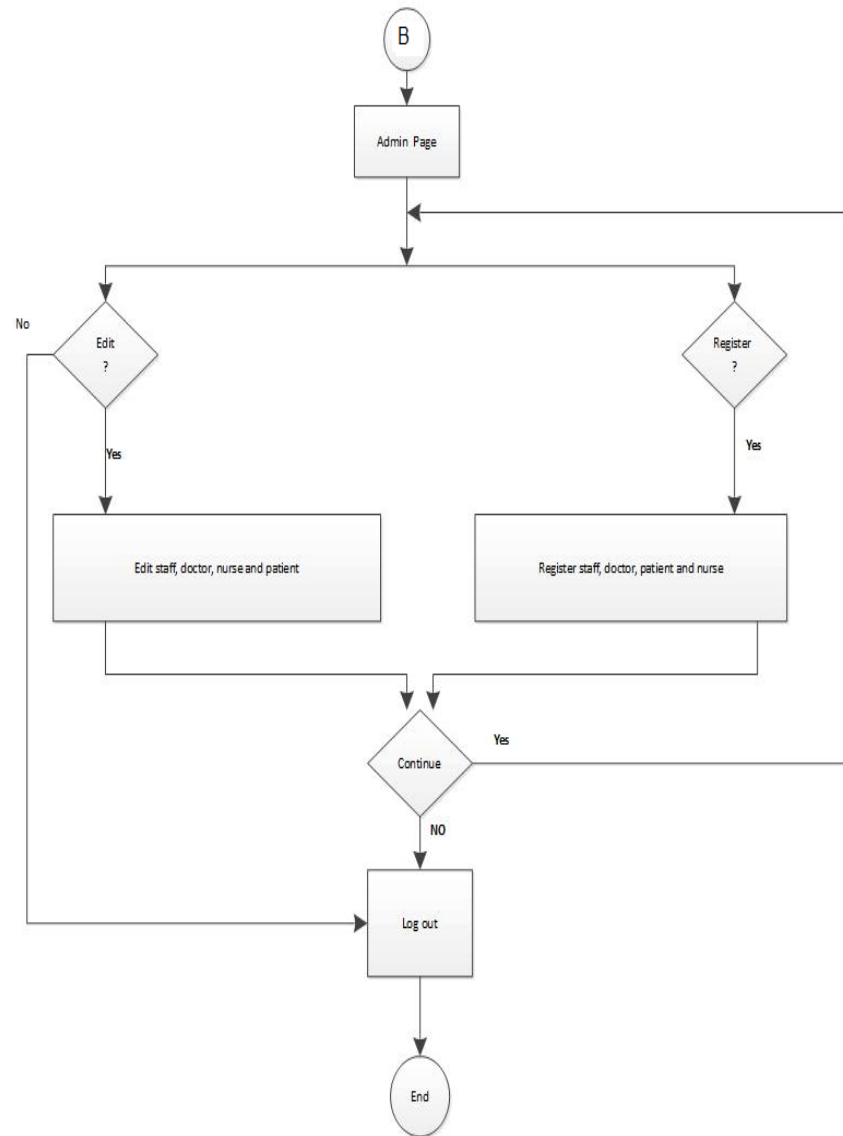 B
Admin Page
No
Edit
?
Register
?
Yes
Yes
Edit staff, doctor, nurse and patient
Register staff, doctor, patient and nurse
Continue
Yes
NO
Log out
End